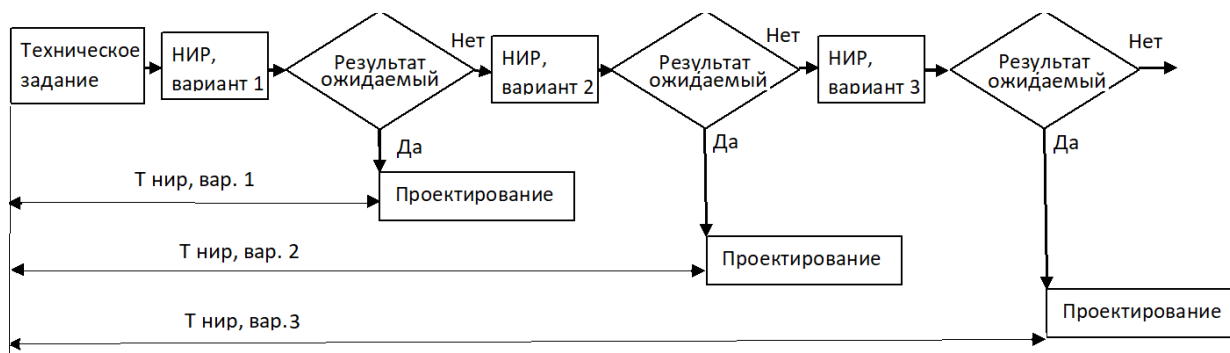 Техническое
задание
НИР,
вариант 1
Результат
ожидаемый
Нет
НИР,
вариант 2
Результат
ожидаемый
Нет
НИР,
вариант 3
Результат
ожидаемый
Нет
Да
Да
Да
Т нир, вар. 1
Проектирование
Т нир, вар. 2
Проектирование
Т нир, вар.3
Проектирование